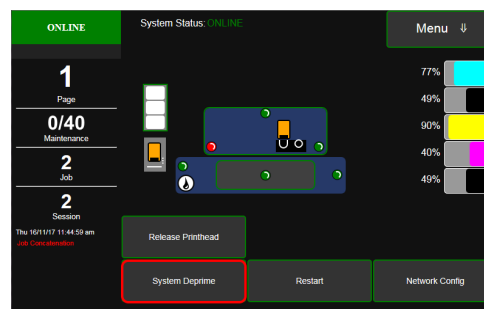 ONLINE
System Status: ONLINE
Menu ⇓
1
Page
0/40
Maintenance
2
Job
2
Session
Thu 16/11/17 11:44:59 am
Job Concatenation
77%
49%
90%
40%
49%
Release Printhead
System Deprime
Restart
Network Config